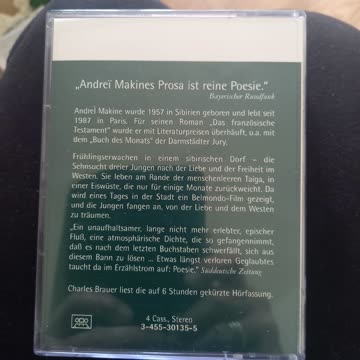 „Andreï Makines Prosa ist reine Poesie."
Bayerischer Rundfunk
Andreï Makine wurde 1957 in Sibirien geboren und lebt seit
1987 in Paris. Für seinen Roman „Das französische
Testament" wurde er mit Literaturpreisen überhäuft, u.a. mit
dem „Buch des Monats" der Darmstädter Jury.
Frühlingserwachen in einem sibirischen Dorf – die
Sehnsucht dreier Jungen nach der Liebe und der Freiheit im
Westen. Sie leben am Rande der menschenleeren Taiga, in
einer Eiswüste, die nur für einige Monate zurückweicht. Da
wird eines Tages in der Stadt ein Belmondo-Film gezeigt,
und die Jungen fangen an, von der Liebe und dem Westen
zu träumen.
„Ein unaufhaltsamer, lange nicht mehr erlebter, epischer
Fluß, eine atmosphärische Dichte, die so gefangennimmt,
daß es nach dem letzten Buchstaben schwerfällt, sich aus
diesem Bann zu lösen ... Etwas längst verloren Geglaubtes
taucht da im Erzählstrom auf: Poesie." Süddeutsche Zeitung
Charles Brauer liest die auf 6 Stunden gekürzte Hörfassung.
4 Cass., Stereo
3-455-30135-5